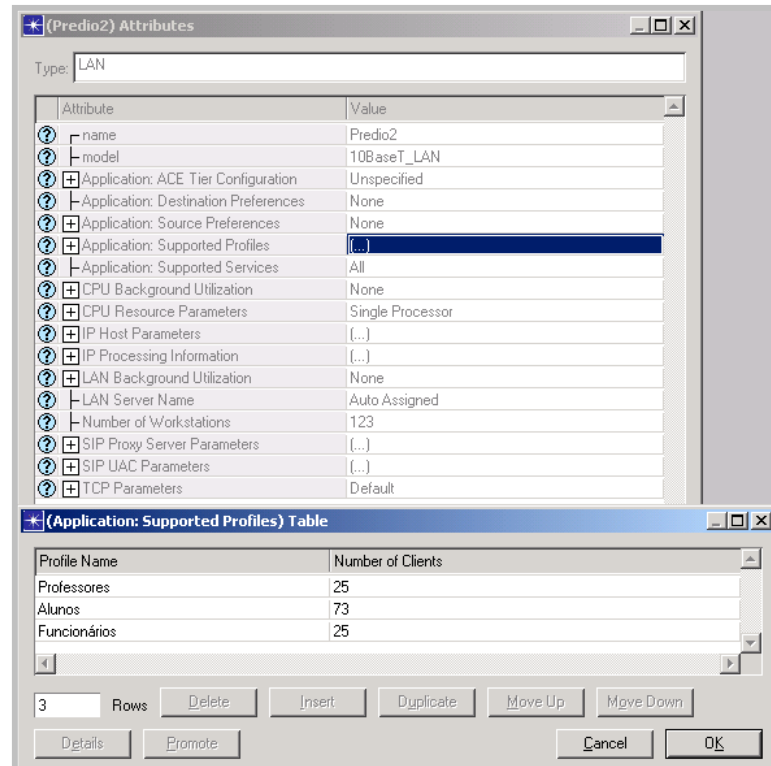 (Predio2) Attributes
Type: LAN
Attribute Value
name Predio2
model 10BaseT_LAN
Application: ACE Tier Configuration Unspecified
Application: Destination Preferences None
Application: Source Preferences None
Application: Supported Profiles (...)
Application: Supported Services All
CPU Background Utilization None
CPU Resource Parameters Single Processor
IP Host Parameters (...)
IP Processing Information (...)
LAN Background Utilization None
LAN Server Name Auto Assigned
Number of Workstations 123
SIP Proxy Server Parameters (...)
SIP UAC Parameters (...)
TCP Parameters Default
(Application: Supported Profiles) Table
Profile Name Number of Clients
Professores 25
Alunos 73
Funcionários 25
3 Rows Delete Insert Duplicate Move Up Move Down
Details Promote Cancel OK